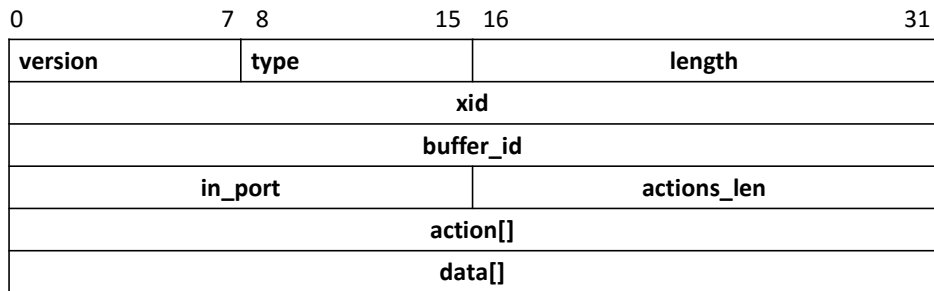 0 7 8 15 16 31
version type length
xid
buffer_id
in_port actions_len
action[]
data[]